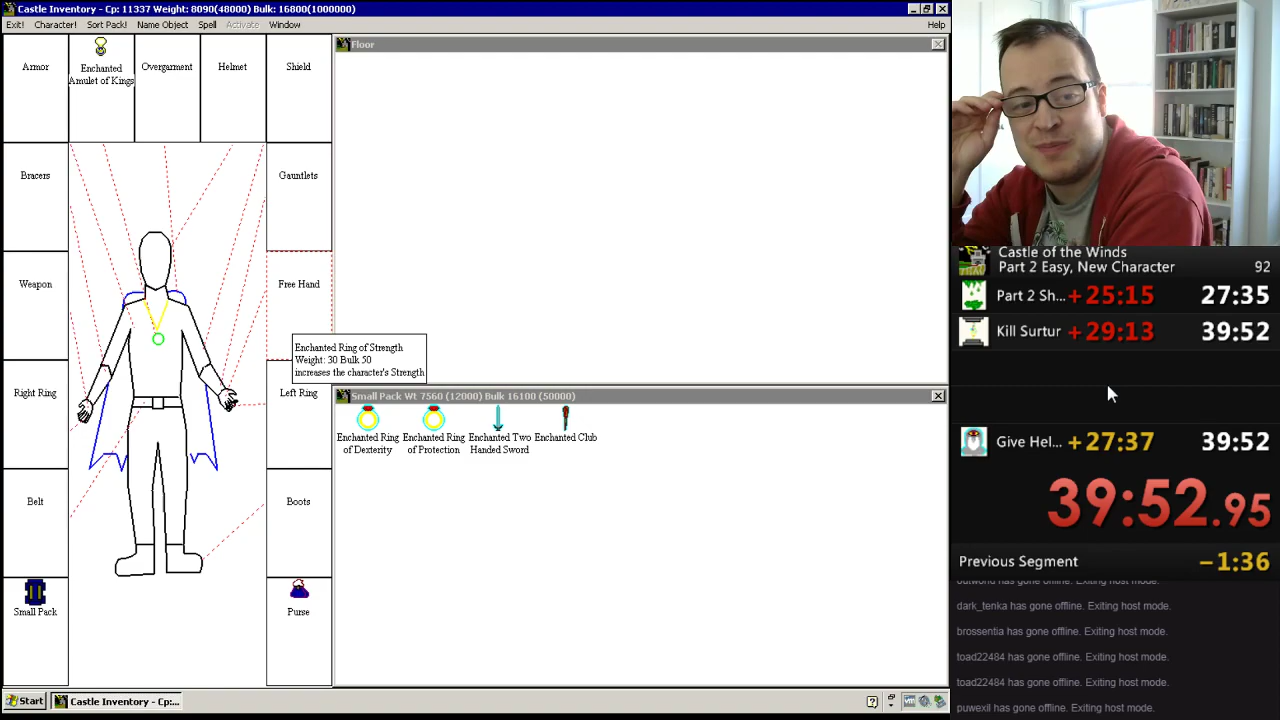 Castle Inventory - Cp: 11337 Weight: 8090(48000) Bulk: 16800(1000000)
Exit! Character! Sort Pack! Name Object Spell Activate Window Help
Armor
Enchanted
Amulet of Kings
Overgarment
Helmet
Shield
Floor
Bracers
Gauntlets
Weapon
Free Hand
Enchanted Ring of Strength
Weight: 30 Bulk 50
increases the character's Strength
Right Ring
Left Ring
Small Pack Wt 7560 (12000) Bulk 16100 (50000)
Enchanted Ring
of Dexterity
Enchanted Ring
of Protection
Enchanted Two
Handed Sword
Enchanted Club
Belt
Boots
Small Pack
Purse
Start
Castle Inventory - Cp:...
Castle of the Winds
Part 2 Easy, New Character 92
Part 2 Sh... +25:15 27:35
Kill Surtur +29:13 39:52
Give Hel... +27:37 39:52
39:52.95
Previous Segment -1:36
has gone offline. Exiting host mode.
dark_tenka has gone offline. Exiting host mode.
brossentia has gone offline. Exiting host mode.
toad22484 has gone offline. Exiting host mode.
toad22484 has gone offline. Exiting host mode.
puwexil has gone offline. Exiting host mode.